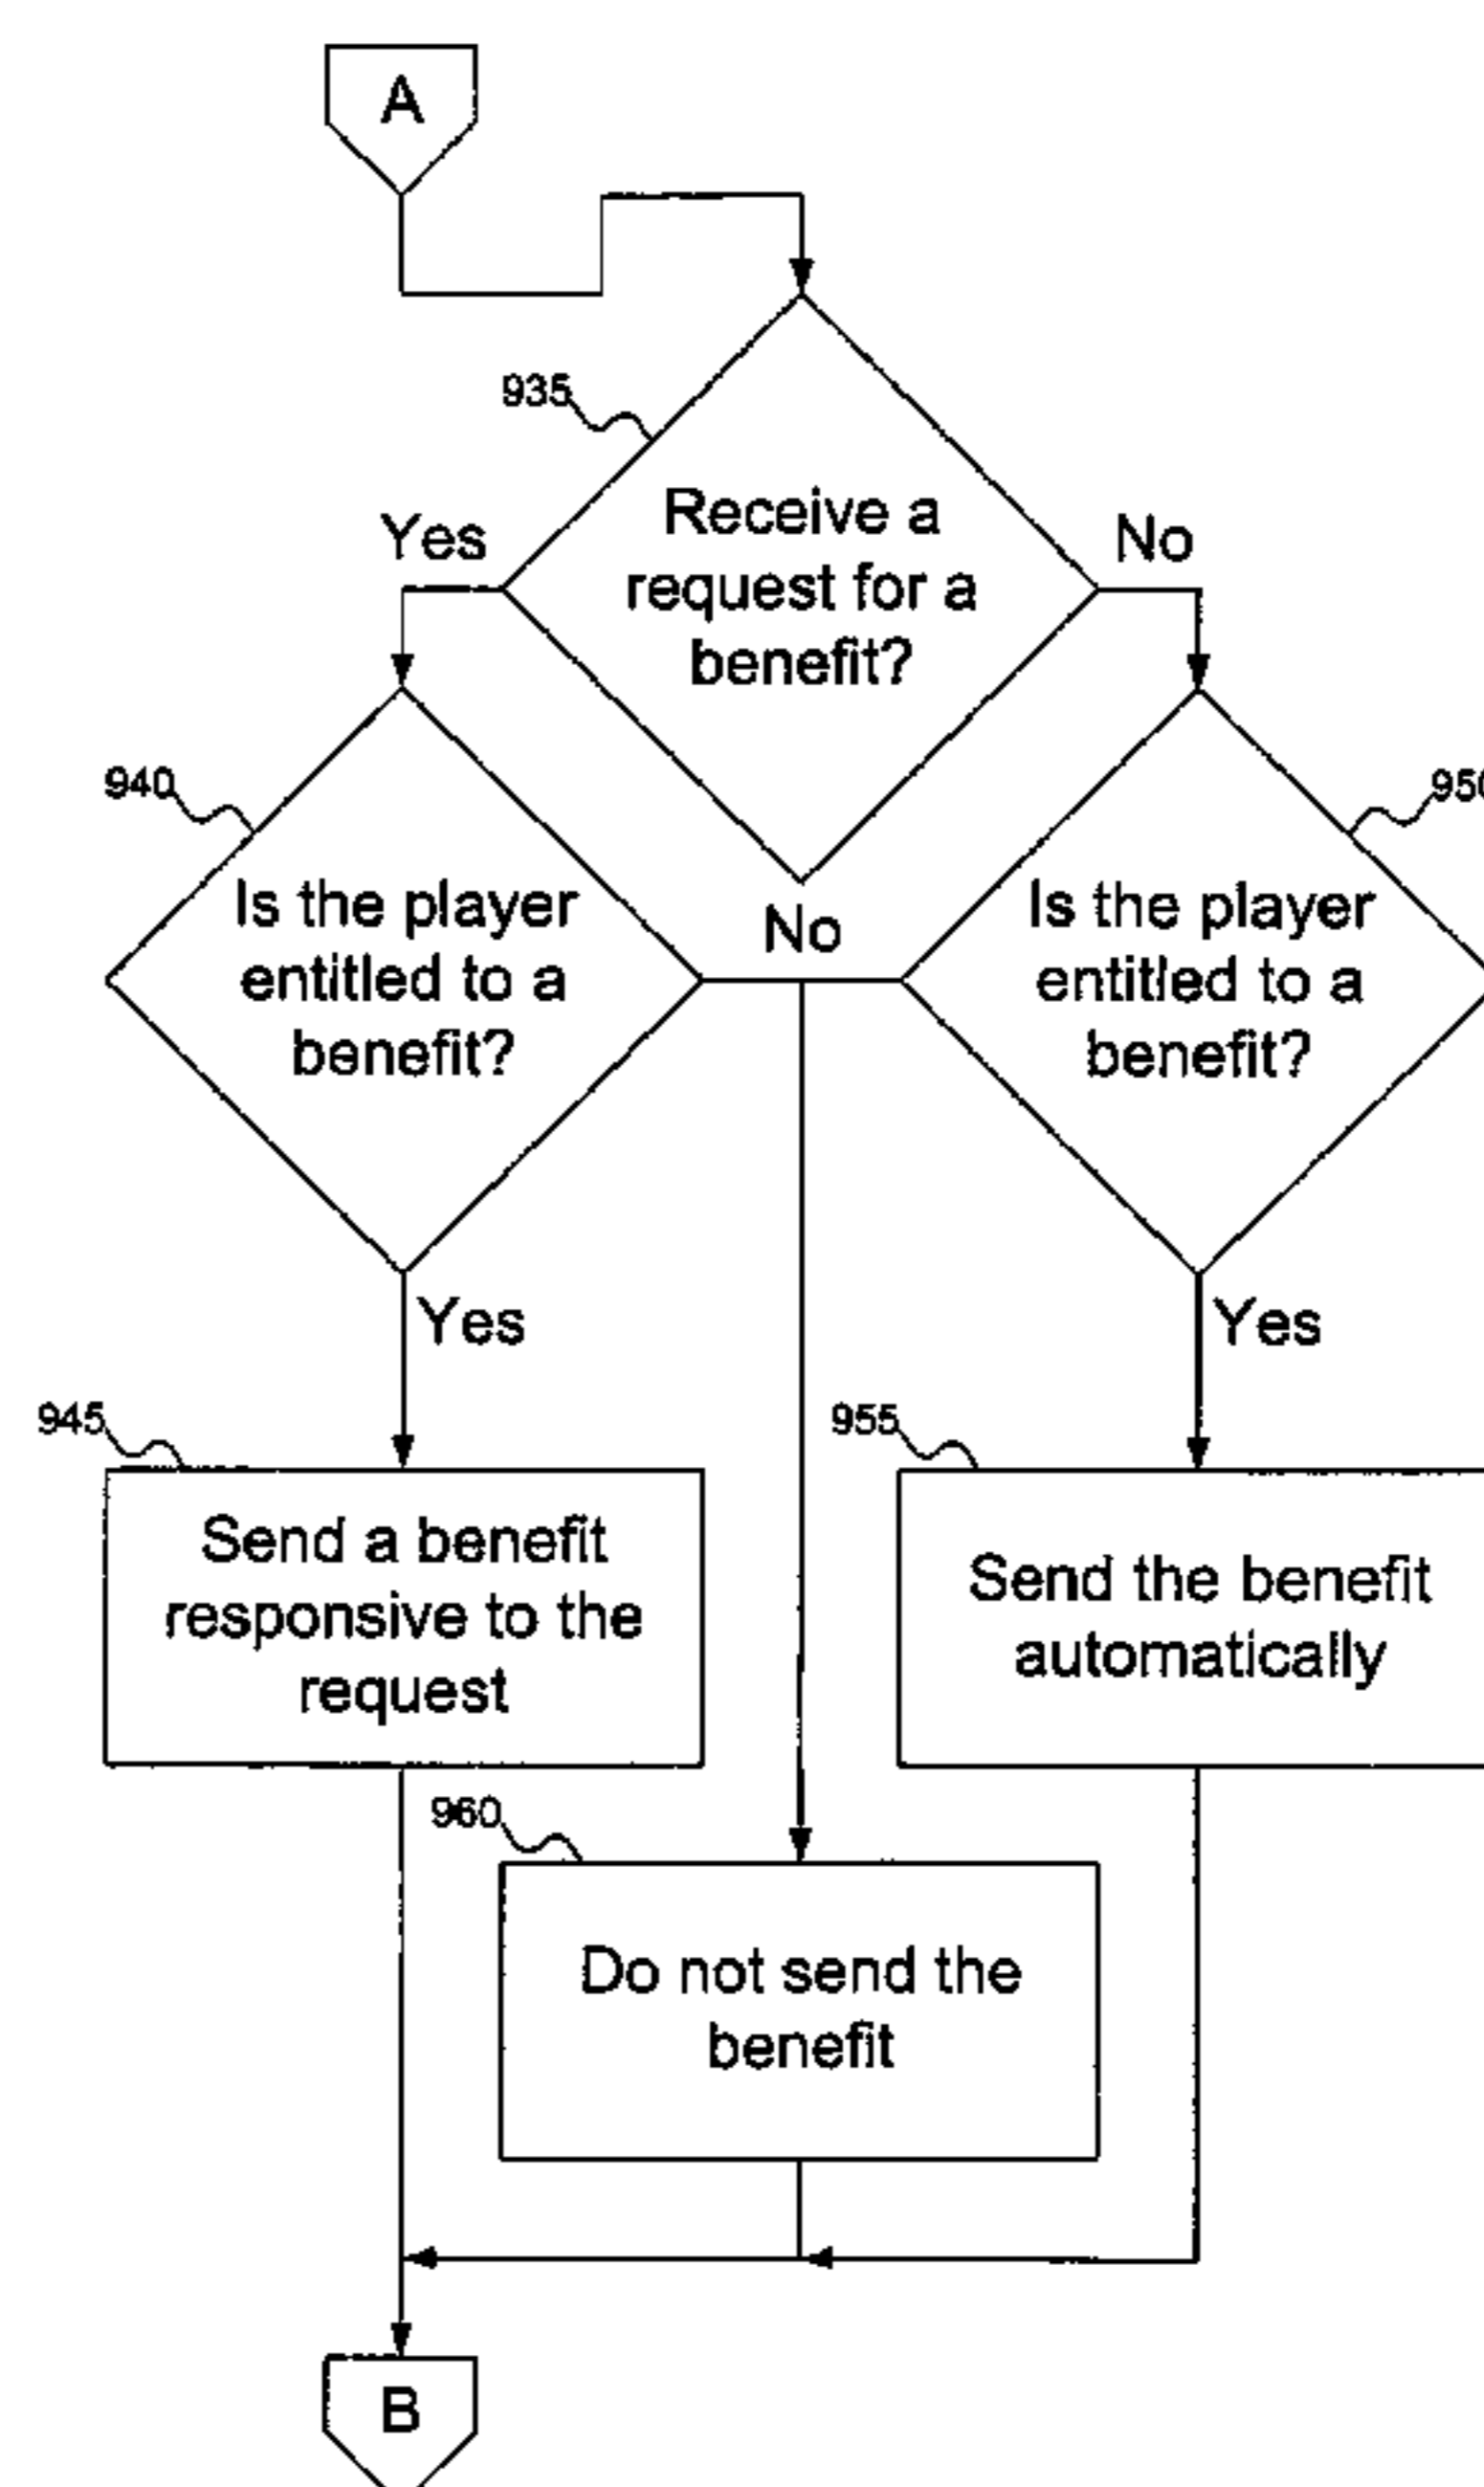 A
935
Receive a
request for a
benefit?
Yes
No
940
Is the player
entitled to a
benefit?
No
950
Is the player
entitled to a
benefit?
Yes
Yes
945
Send a benefit
responsive to the
request
955
Send the benefit
automatically
960
Do not send the
benefit
B